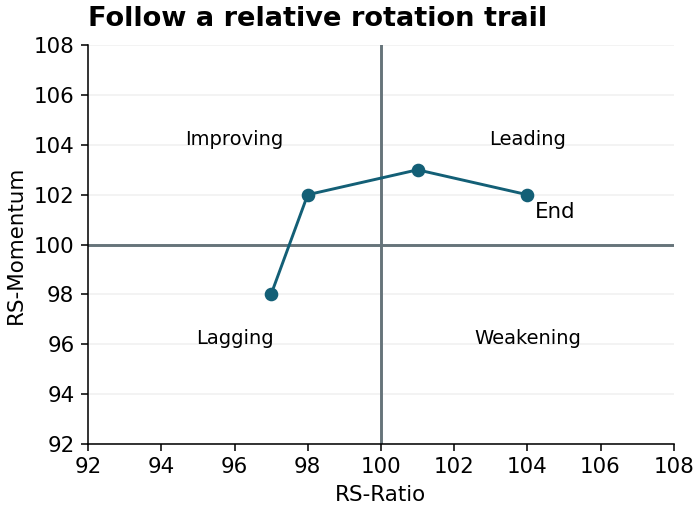 Follow a relative rotation trail
108
106
104
102
100
98
96
94
92
RS-Momentum
Improving
Leading
End
Lagging
Weakening
92
94
96
98
100
102
104
106
108
RS-Ratio